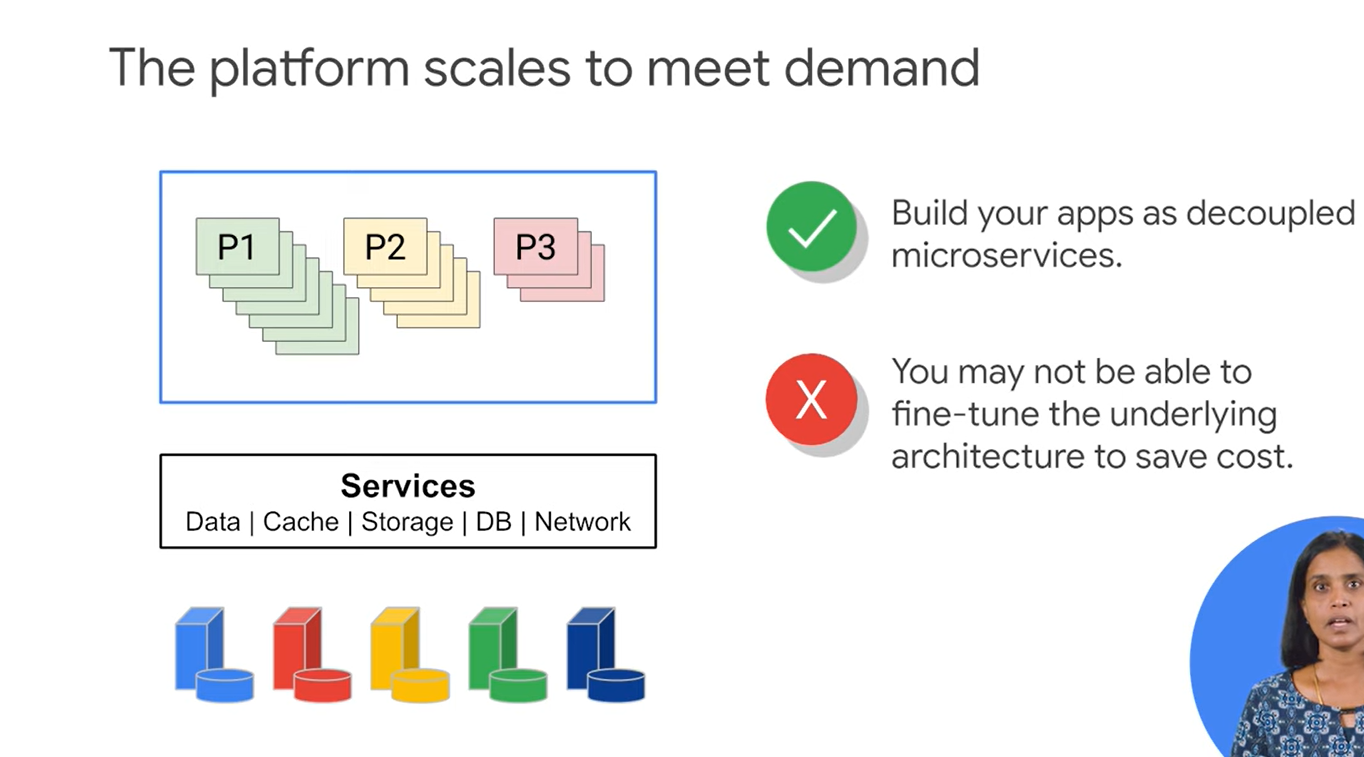 The platform scales to meet demand
P1
P2
P3
Services
Data | Cache | Storage | DB | Network
Build your apps as decoupled
microservices.
X
You may not be able to
fine-tune the underlying
architecture to save cost.